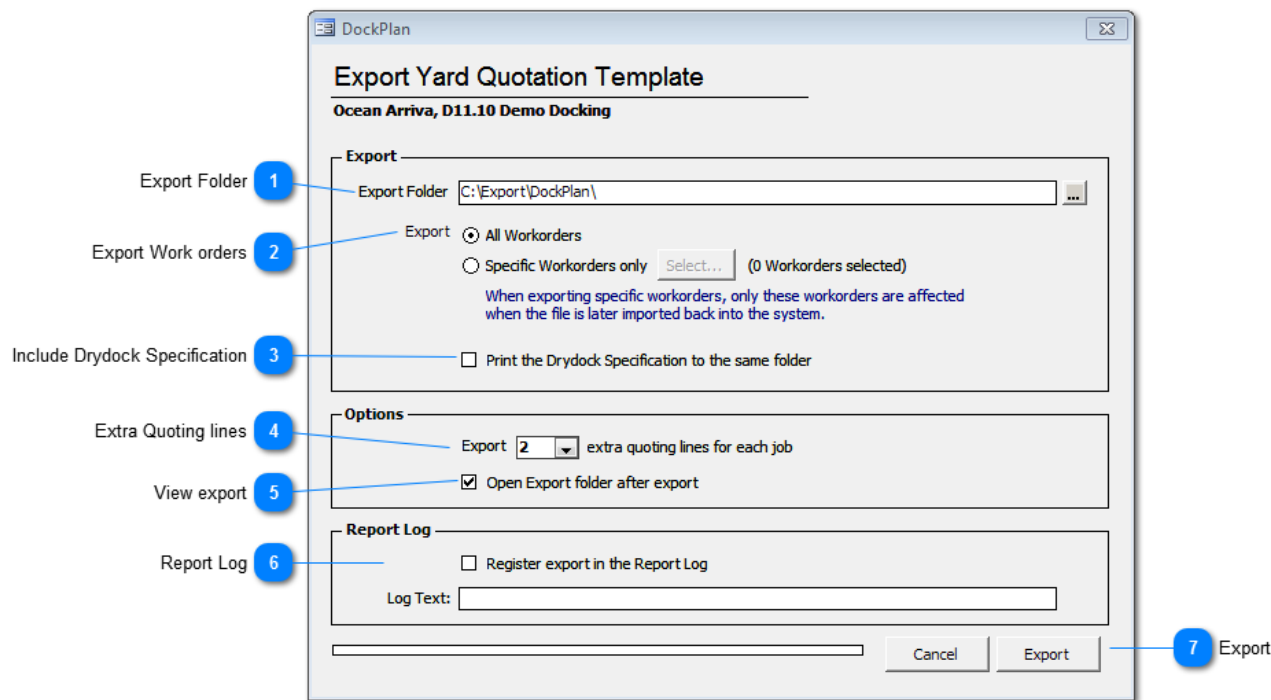 DockPlan
Export Yard Quotation Template
Ocean Arriva, D11.10 Demo Docking
Export
Export Folder 1
Export Folder C:\Export\DockPlan\ ...
Export Work orders 2
Export All Workorders
Specific Workorders only Select... (0 Workorders selected)
When exporting specific workorders, only these workorders are affected
when the file is later imported back into the system.
Include Drydock Specification 3
Print the Drydock Specification to the same folder
Options
Extra Quoting lines 4
Export 2 extra quoting lines for each job
View export 5
Open Export folder after export
Report Log
Report Log 6
Register export in the Report Log
Log Text:
Cancel Export
7 Export